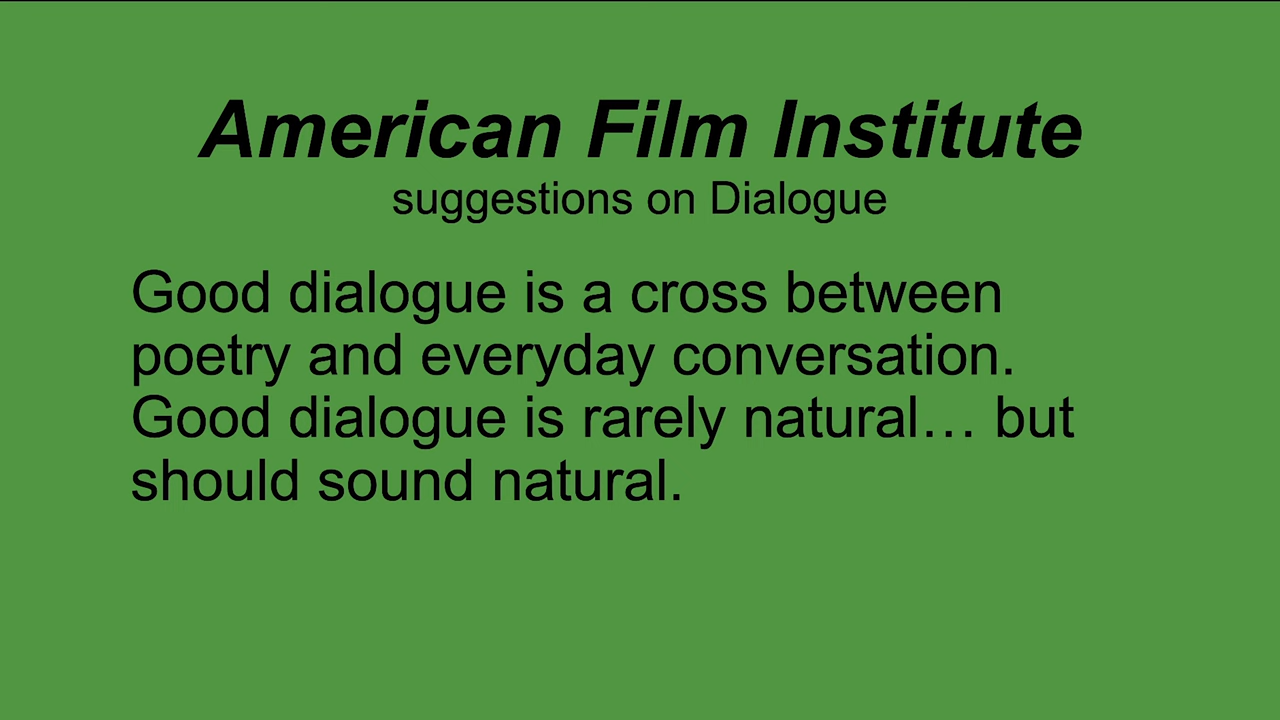 American Film Institute
suggestions on Dialogue
Good dialogue is a cross between
poetry and everyday conversation.
Good dialogue is rarely natural… but
should sound natural.